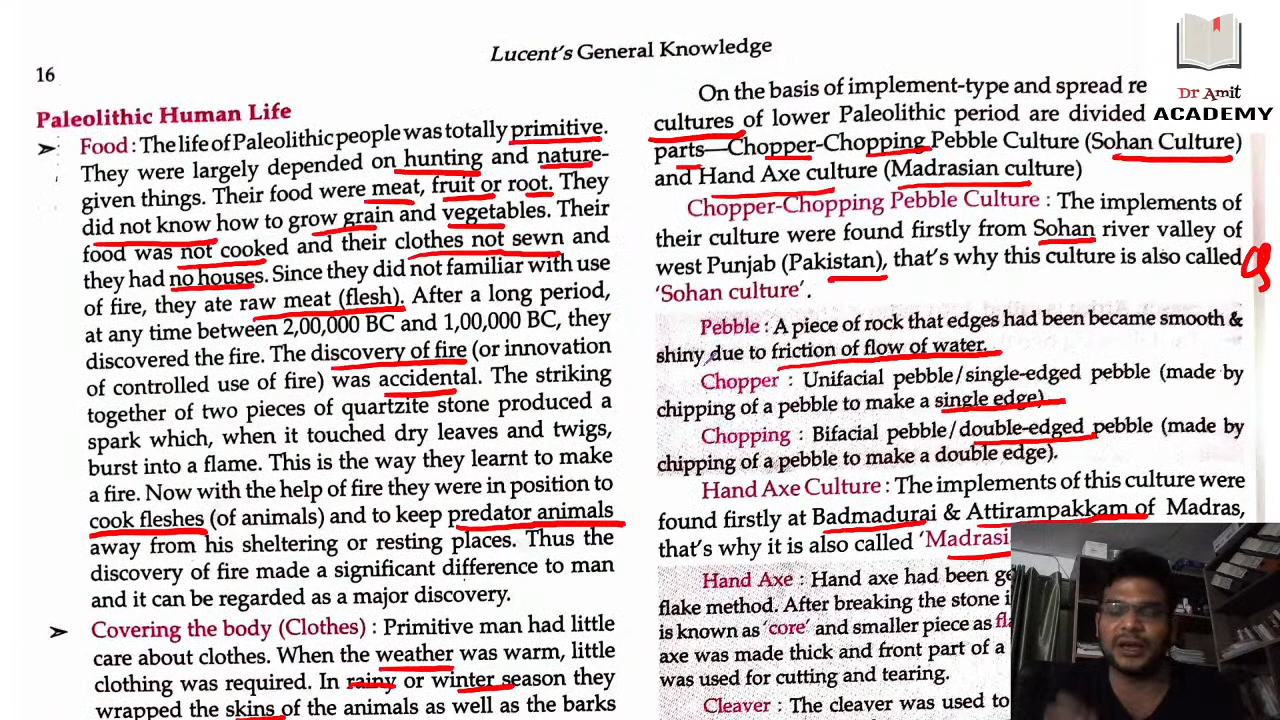 16
Lucent's General Knowledge
Paleolithic Human Life
➤ Food : The life of Paleolithic people was totally primitive.
They were largely depended on hunting and nature-
given things. Their food were meat, fruit or root. They
did not know how to grow grain and vegetables. Their
food was not cooked and their clothes not sewn and
they had no houses. Since they did not familiar with use
of fire, they ate raw meat (flesh). After a long period,
at any time between 2,00,000 BC and 1,00,000 BC, they
discovered the fire. The discovery of fire (or innovation
of controlled use of fire) was accidental. The striking
together of two pieces of quartzite stone produced a
spark which, when it touched dry leaves and twigs,
burst into a flame. This is the way they learnt to make
a fire. Now with the help of fire they were in position to
cook fleshes (of animals) and to keep predator animals
away from his sheltering or resting places. Thus the
discovery of fire made a significant difference to man
and it can be regarded as a major discovery.
➤ Covering the body (Clothes) : Primitive man had little
care about clothes. When the weather was warm, little
clothing was required. In rainy or winter season they
wrapped the skins of the animals as well as the barks
On the basis of implement-type and spread re
cultures of lower Paleolithic period are divided
parts—Chopper-Chopping Pebble Culture (Sohan Culture)
and Hand Axe culture (Madrasian culture)
Chopper-Chopping Pebble Culture : The implements of
their culture were found firstly from Sohan river valley of
west Punjab (Pakistan), that's why this culture is also called
'Sohan culture'.
Pebble : A piece of rock that edges had been became smooth &
shiny due to friction of flow of water.
Chopper : Unifacial pebble/single-edged pebble (made by
chipping of a pebble to make a single edge)
Chopping : Bifacial pebble/double-edged pebble (made by
chipping of a pebble to make a double edge).
Hand Axe Culture : The implements of this culture were
found firstly at Badmadurai & Attirampakkam of Madras,
that's why it is also called 'Madrasi
Hand Axe : Hand axe had been ge
flake method. After breaking the stone i
is known as 'core' and smaller piece as fla
axe was made thick and front part of a
was used for cutting and tearing.
Cleaver : The cleaver was used to
Dr Amit
ACADEMY